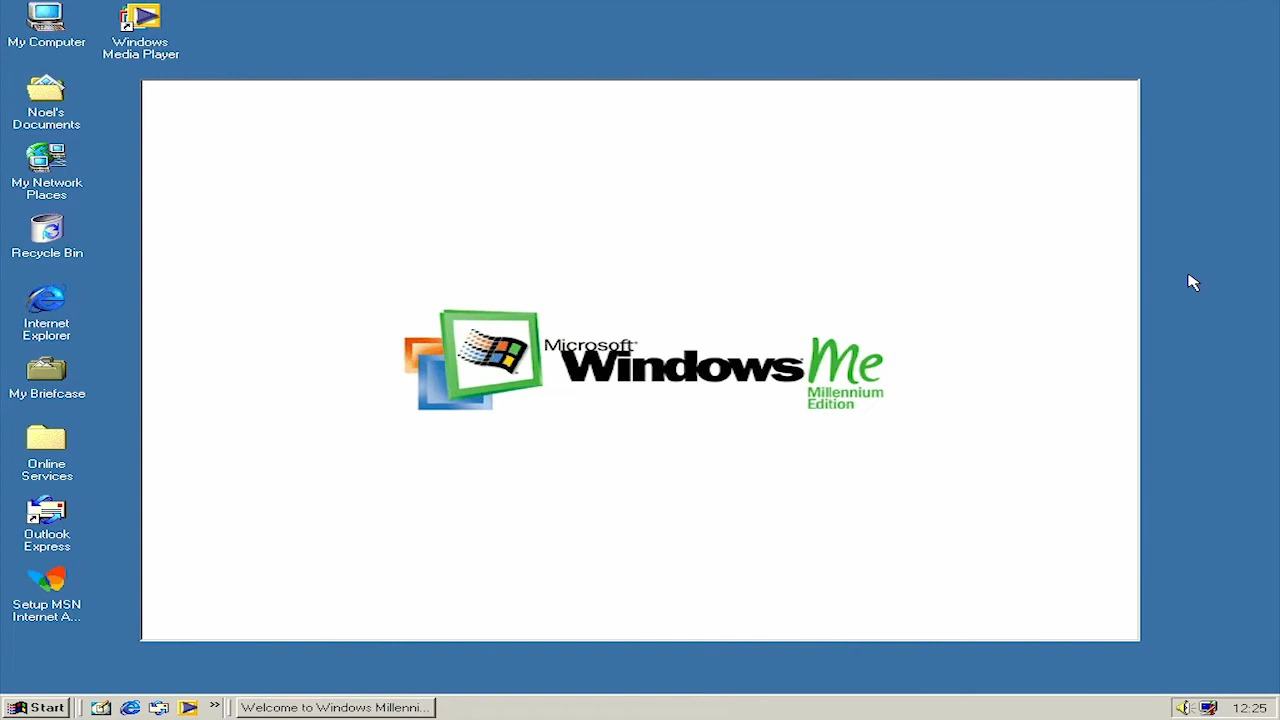 My Computer
Windows
Media Player
Noel's
Documents
My Network
Places
Recycle Bin
Internet
Explorer
My Briefcase
Online
Services
Outlook
Express
Setup MSN
Internet A...
Microsoft®
Windows Me
Millennium
Edition
Start
»
Welcome to Windows Millenni...
12:25